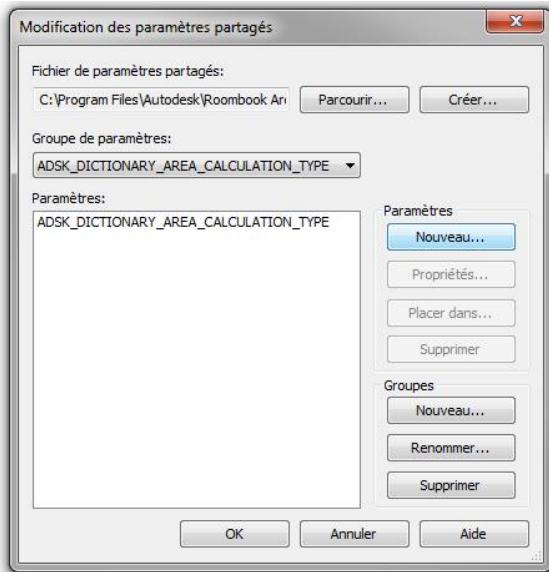 Modification des paramètres partagés
Fichier de paramètres partagés:
C:\Program Files\Autodesk\Roombook Ar
Parcourir...
Créer...
Groupe de paramètres:
ADSK_DICTIONARY_AREA_CALCULATION_TYPE
Paramètres:
ADSK_DICTIONARY_AREA_CALCULATION_TYPE
Paramètres
Nouveau...
Propriétés...
Placer dans...
Supprimer
Groupes
Nouveau...
Renommer...
Supprimer
OK
Annuler
Aide